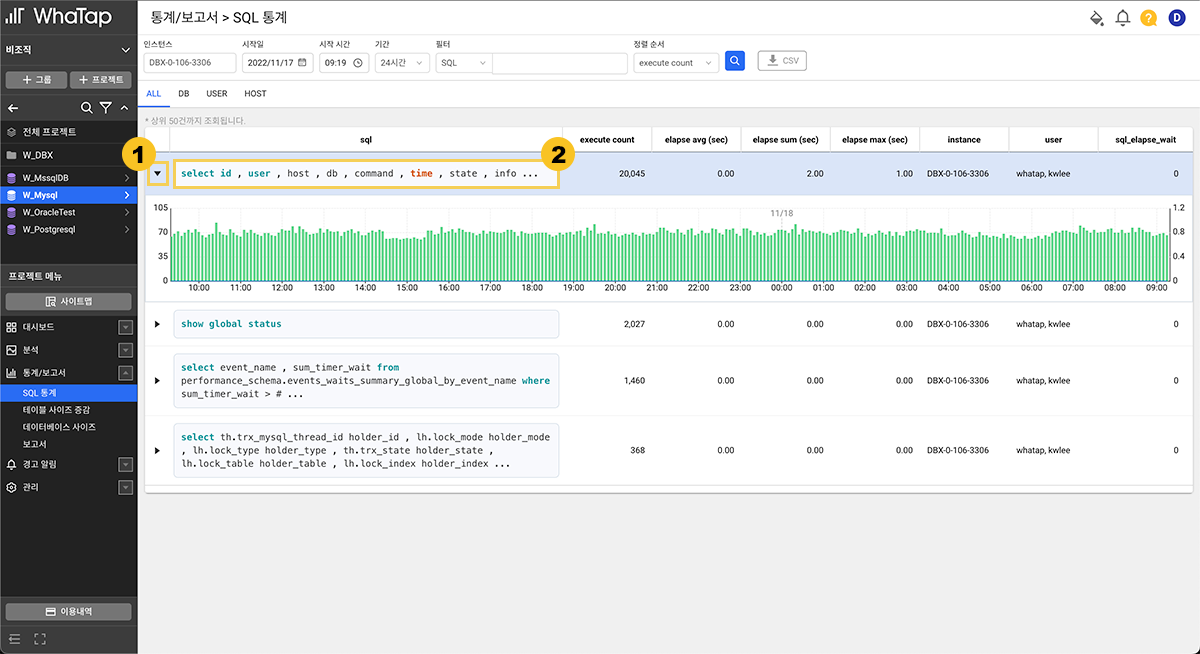 WhaTap
통계/보고서 > SQL 통계
D
비조직
+ 그룹
+ 프로젝트
전체 프로젝트
W_DBX
W_MssqlDB
W_Mysql
W_OracleTest
W_Postgresql
프로젝트 메뉴
사이트맵
대시보드
분석
통계/보고서
SQL 통계
테이블 사이즈 증감
데이터베이스 사이즈
보고서
경고 알림
관리
이용내역
인스턴스 시작일 시작 시간 기간 필터 정렬 순서
DBX-0-106-3306 2022/11/17 09:19 24시간 SQL execute count CSV
ALL DB USER HOST
* 상위 50건까지 조회됩니다.
sql execute count elapse avg (sec) elapse sum (sec) elapse max (sec) instance user sql_elapse_wait
1
2
select id , user , host , db , command , time , state , info ... 20,045 0.00 2.00 1.00 DBX-0-106-3306 whatap, kwlee 0
11/18
105 1.2
70 0.8
35 0.4
0 0
10:00 11:00 12:00 13:00 14:00 15:00 16:00 17:00 18:00 19:00 20:00 21:00 22:00 23:00 00:00 01:00 02:00 03:00 04:00 05:00 06:00 07:00 08:00 09:00
show global status 2,027 0.00 0.00 0.00 DBX-0-106-3306 whatap, kwlee 0
select event_name , sum_timer_wait from
performance_schema.events_waits_summary_global_by_event_name where 1,460 0.00 0.00 0.00 DBX-0-106-3306 whatap, kwlee 0
sum_timer_wait > # ...
select th.trx_mysql_thread_id holder_id , lh.lock_mode holder_mode
, lh.lock_type holder_type , th.trx_state holder_state , 368 0.00 0.00 0.00 DBX-0-106-3306 whatap, kwlee 0
lh.lock_table holder_table , lh.lock_index holder_index ...